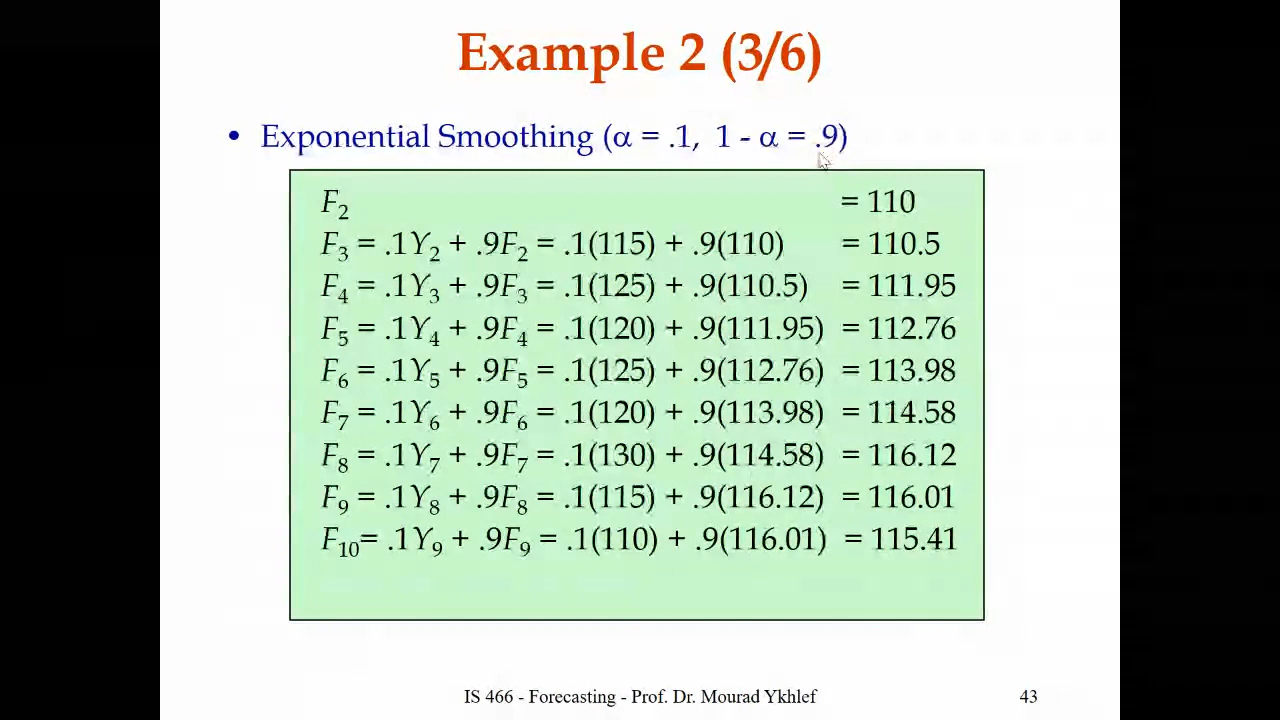 Example 2 (3/6)
• Exponential Smoothing (α = .1, 1 - α = .9)
F2 = 110
F3 = .1Y2 + .9F2 = .1(115) + .9(110) = 110.5
F4 = .1Y3 + .9F3 = .1(125) + .9(110.5) = 111.95
F5 = .1Y4 + .9F4 = .1(120) + .9(111.95) = 112.76
F6 = .1Y5 + .9F5 = .1(125) + .9(112.76) = 113.98
F7 = .1Y6 + .9F6 = .1(120) + .9(113.98) = 114.58
F8 = .1Y7 + .9F7 = .1(130) + .9(114.58) = 116.12
F9 = .1Y8 + .9F8 = .1(115) + .9(116.12) = 116.01
F10= .1Y9 + .9F9 = .1(110) + .9(116.01) = 115.41
IS 466 - Forecasting - Prof. Dr. Mourad Ykhlef 43